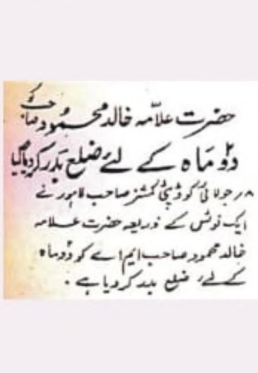 حضرت علامہ خالد محمود صاحب کو
دو ماہ کے لئے ضلع بدر کر دیا گیا
۸ جولائی کو ڈپٹی کمشنر صاحب لاہور نے
ایک نوٹس کے ذریعہ حضرت علامہ
خالد محمود صاحب ایم اے کو دو ماہ
کے لئے ضلع بدر کر دیا ہے ۔